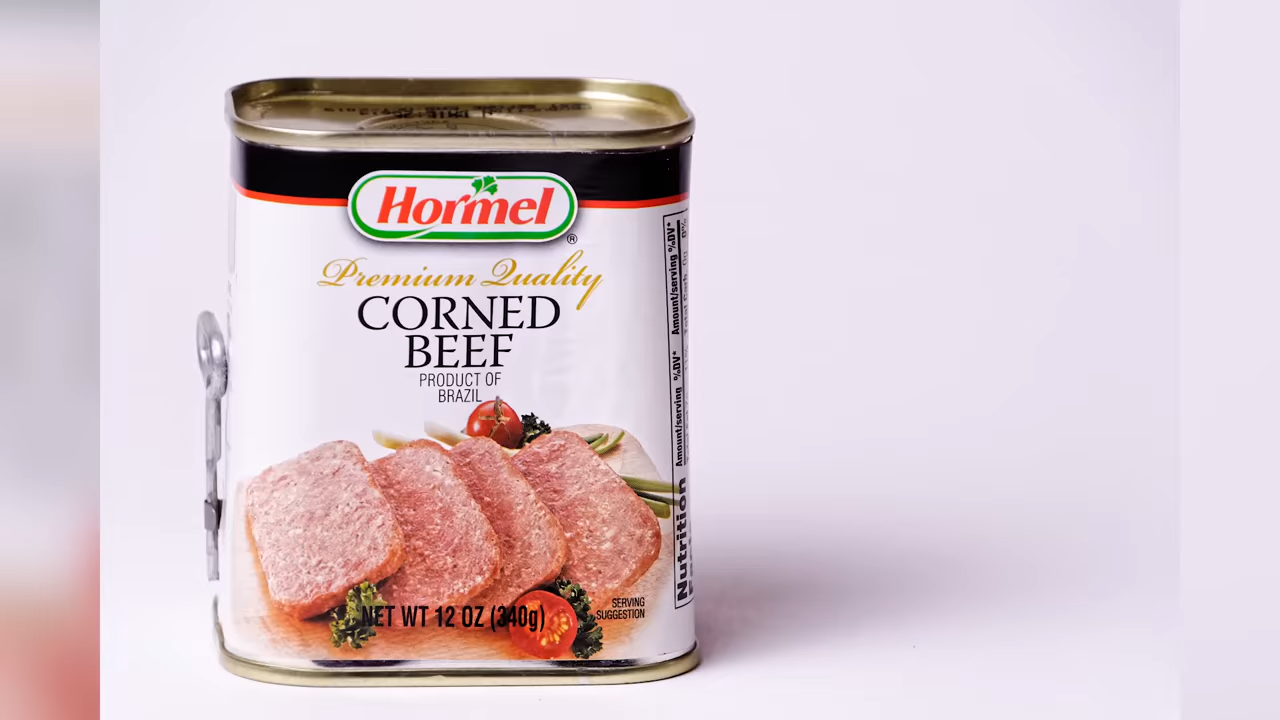 Hormel
®
Premium Quality
CORNED
BEEF
PRODUCT OF
BRAZIL
NET WT 12 OZ (340g)
SERVING
SUGGESTION
Nutrition
Amount/serving %DV*
Amount/serving %DV*